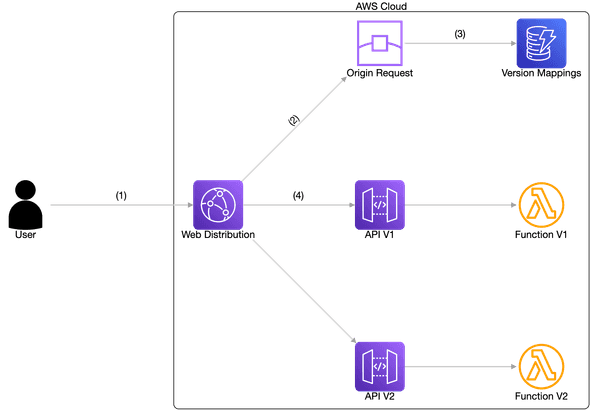 AWS Cloud
(3)
Origin Request
Version Mappings
(2)
(1)
(4)
User
Web Distribution
API V1
Function V1
API V2
Function V2